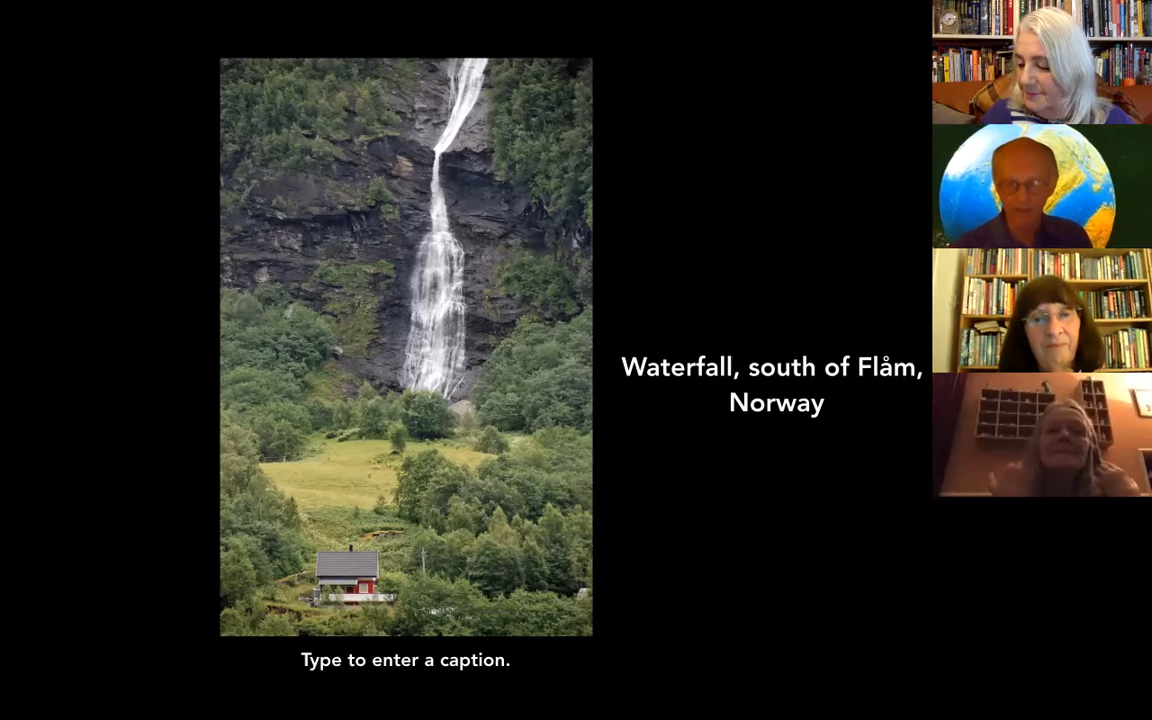 Waterfall, south of Flåm,
Norway
Type to enter a caption.